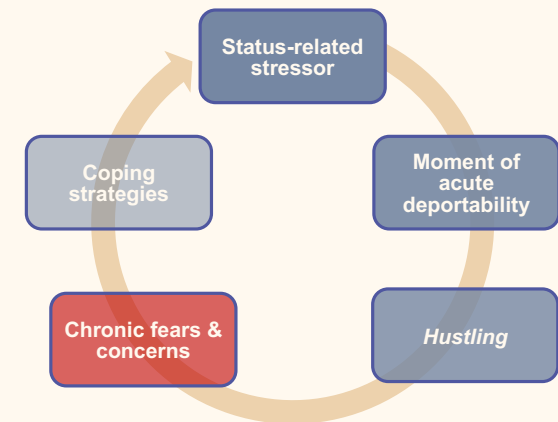 Status-related
stressor
Moment of
acute
deportability
Hustling
Chronic fears &
concerns
Coping
strategies